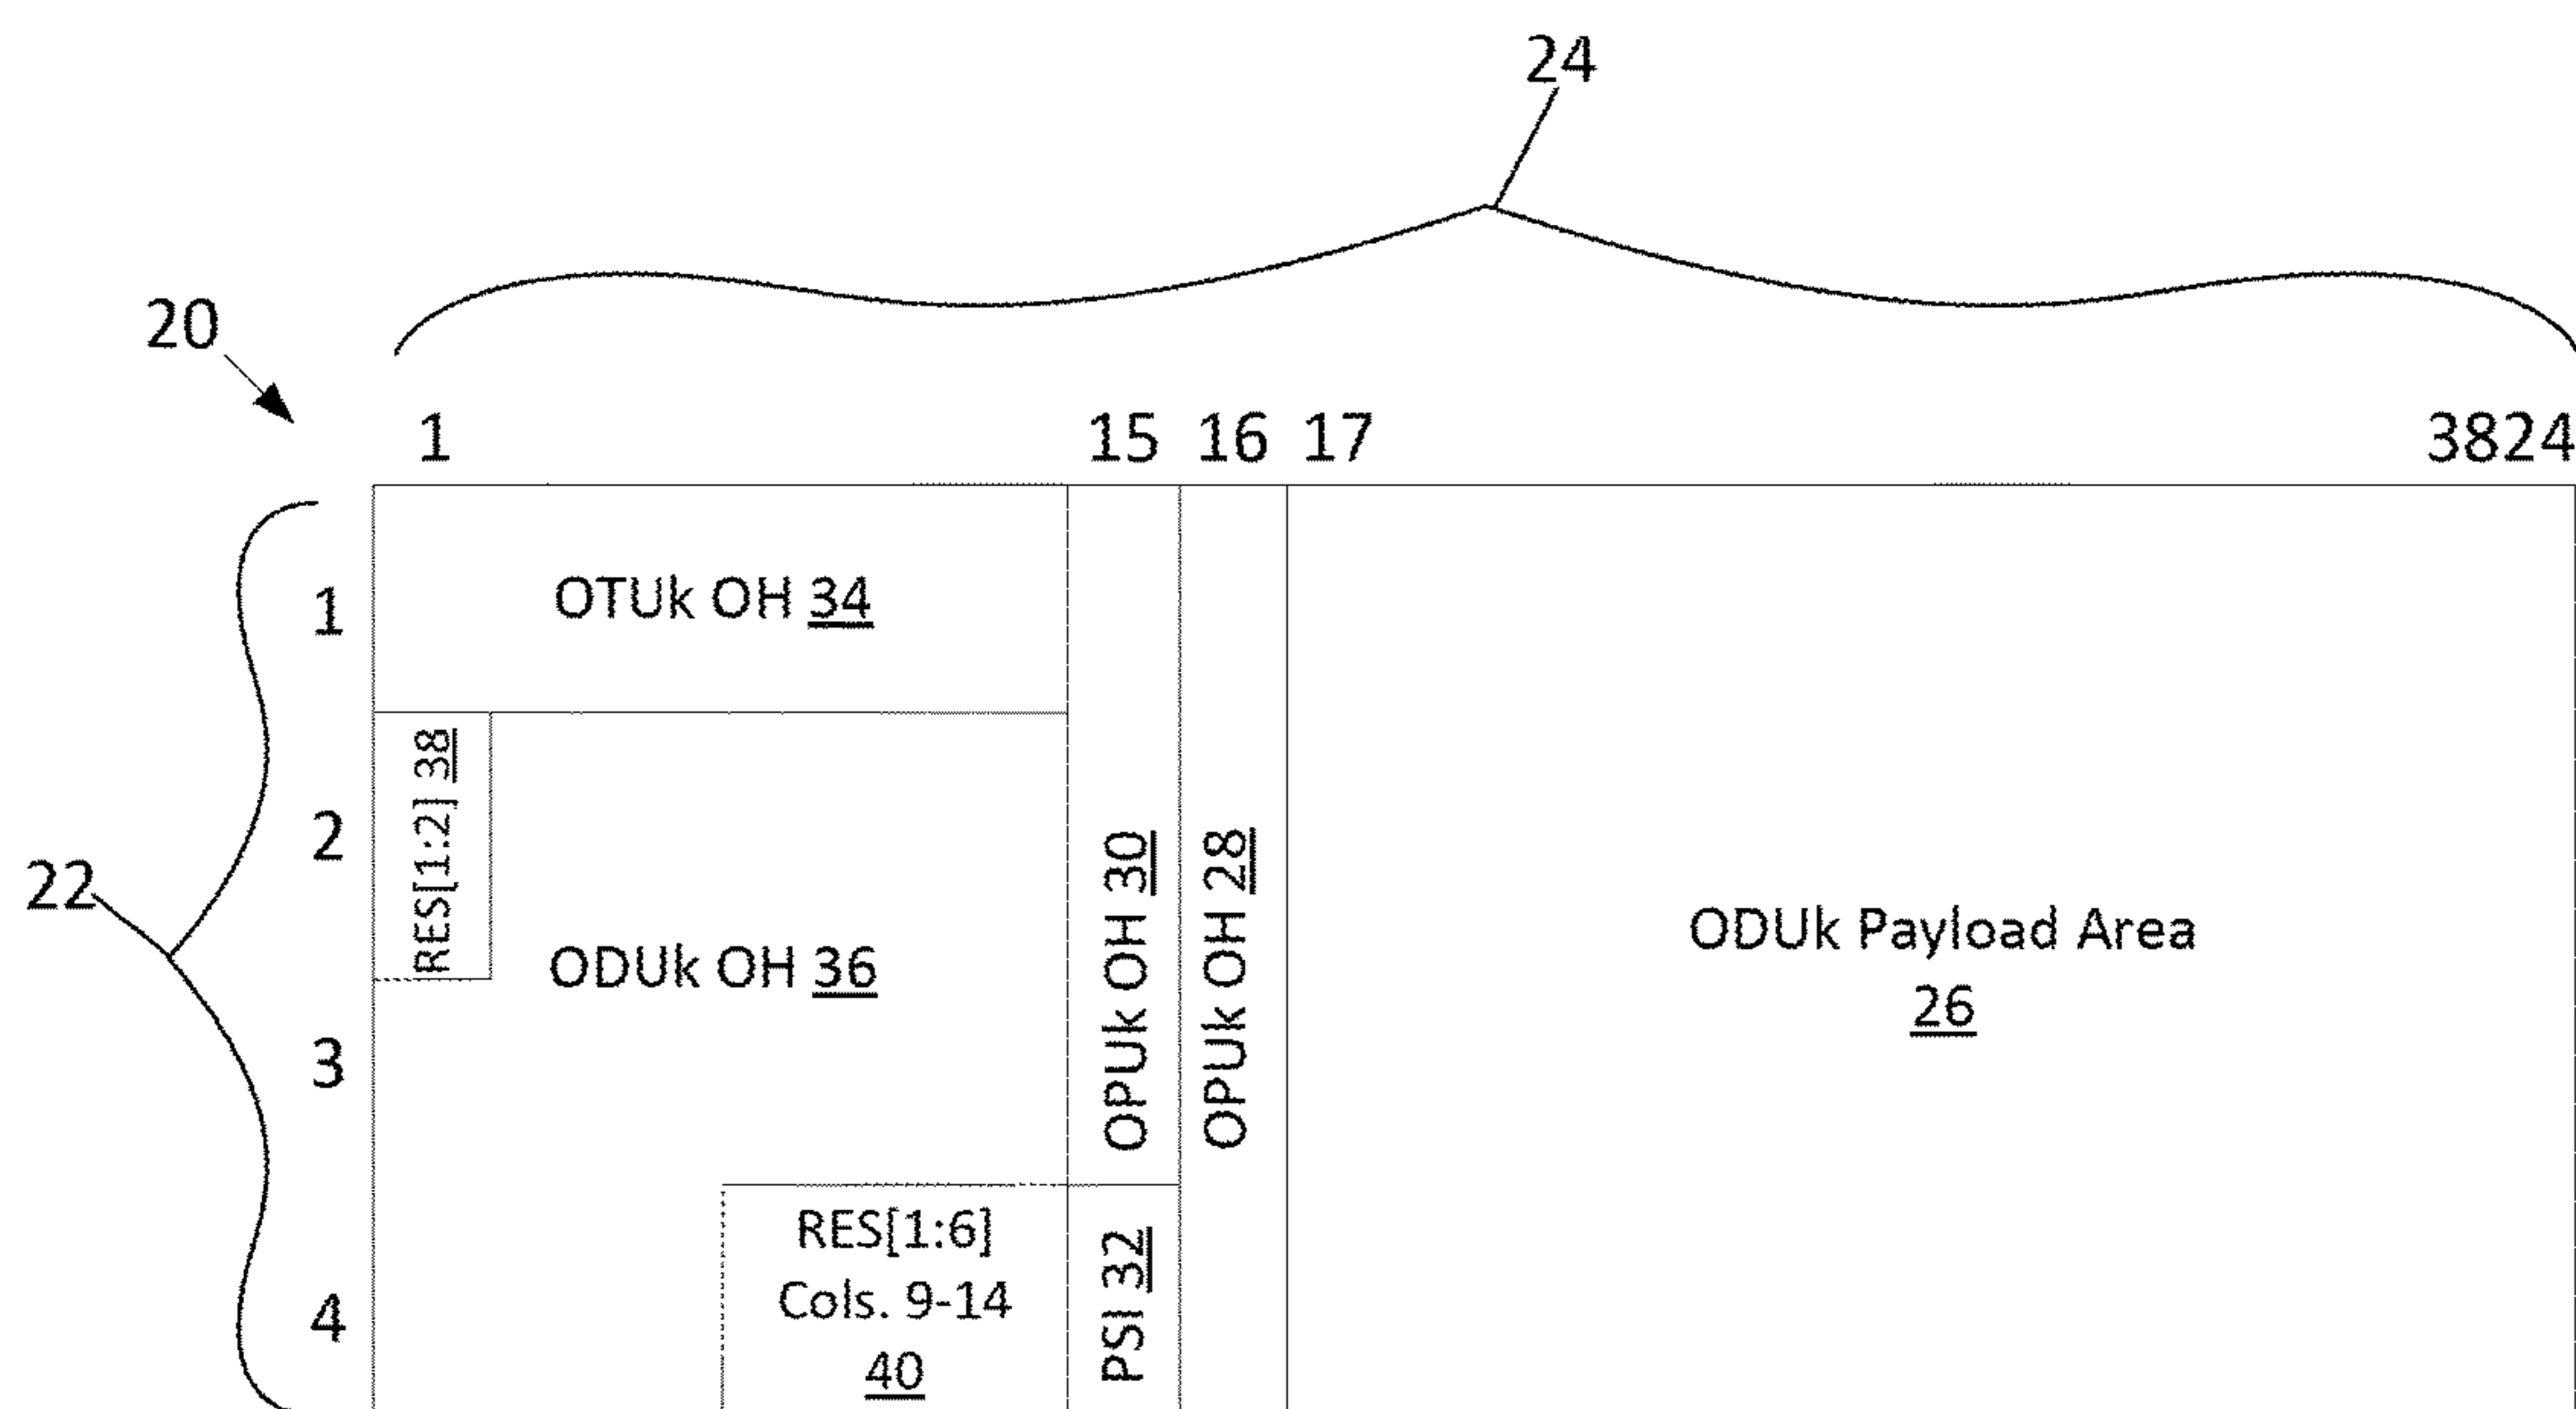 24
20
1 15 16 17 3824
1
OTUk OH 34
RES[1:2] 38
2
22
ODUk OH 36
OPUk OH 30
OPUk OH 28
ODUk Payload Area
26
3
RES[1:6]
Cols. 9-14
40
PSI 32
4